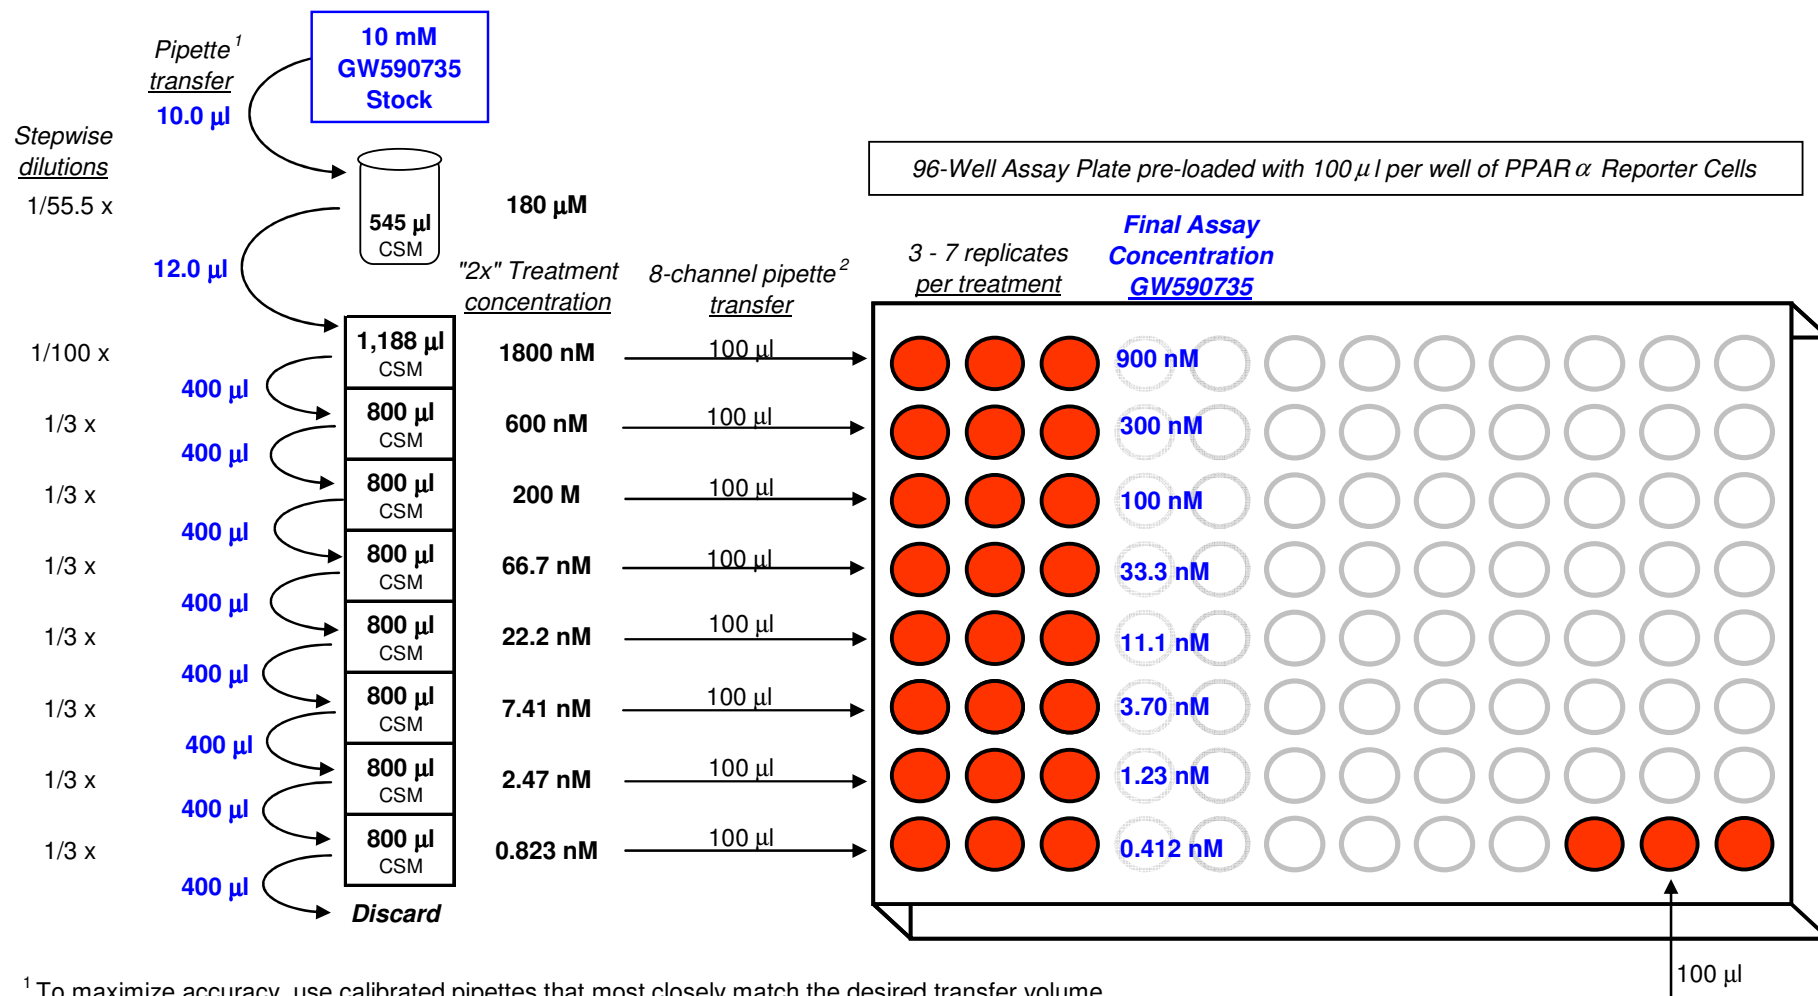 Pipette 1
transfer
10.0 µl
10 mM
GW590735
Stock
Stepwise
dilutions
1/55.5 x
545 µl
CSM
180 µM
12.0 µl
96-Well Assay Plate pre-loaded with 100 µl per well of PPAR α Reporter Cells
"2x" Treatment
concentration
8-channel pipette 2
transfer
3 - 7 replicates
per treatment
Final Assay
Concentration
GW590735
1/100 x
1,188 µl
CSM
1800 nM
100 µl
900 nM
400 µl
1/3 x
800 µl
CSM
600 nM
100 µl
300 nM
400 µl
1/3 x
800 µl
CSM
200 M
100 µl
100 nM
400 µl
1/3 x
800 µl
CSM
66.7 nM
100 µl
33.3 nM
400 µl
1/3 x
800 µl
CSM
22.2 nM
100 µl
11.1 nM
400 µl
1/3 x
800 µl
CSM
7.41 nM
100 µl
3.70 nM
400 µl
1/3 x
800 µl
CSM
2.47 nM
100 µl
1.23 nM
400 µl
1/3 x
800 µl
CSM
0.823 nM
100 µl
0.412 nM
400 µl
Discard
100 µl
1 To maximize accuracy, use calibrated pipettes that most closely match the desired transfer volume